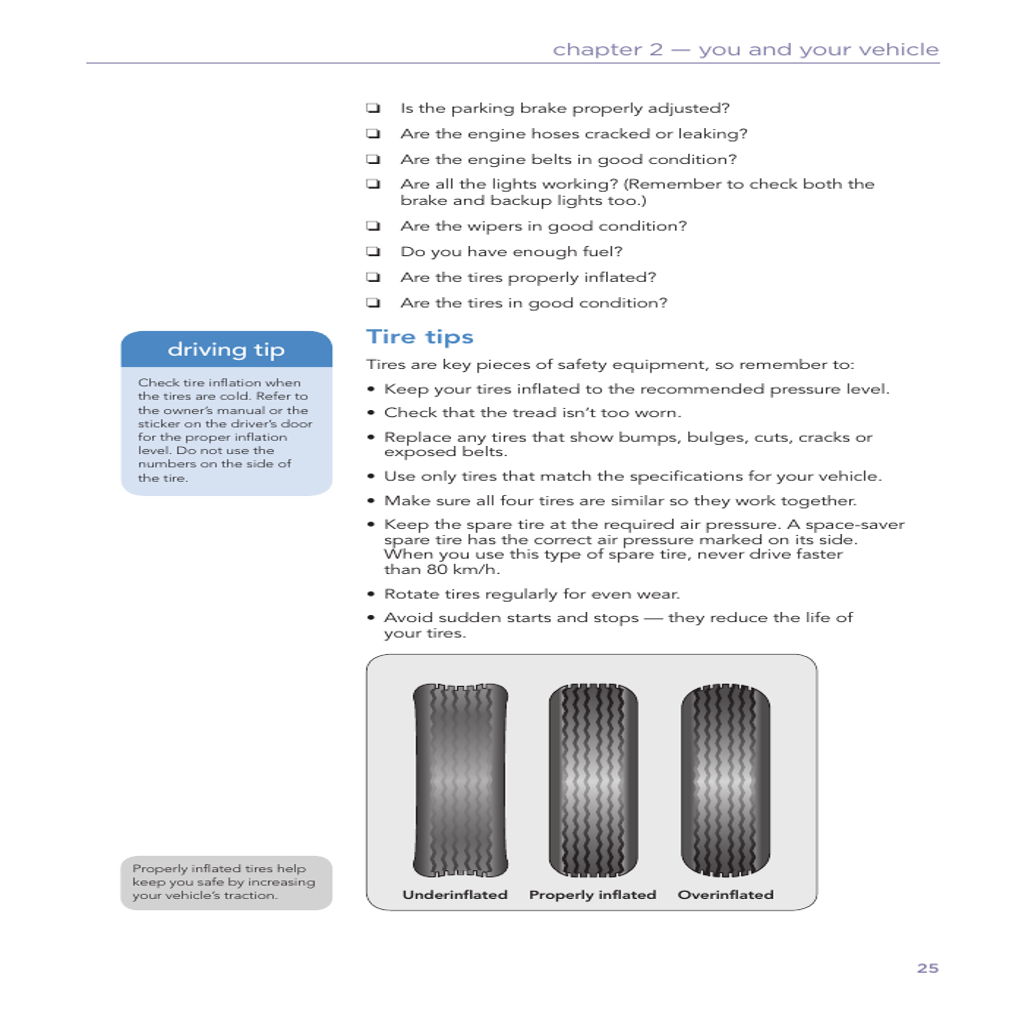 chapter 2 — you and your vehicle
❏ Is the parking brake properly adjusted?
❏ Are the engine hoses cracked or leaking?
❏ Are the engine belts in good condition?
❏ Are all the lights working? (Remember to check both the
brake and backup lights too.)
❏ Are the wipers in good condition?
❏ Do you have enough fuel?
❏ Are the tires properly inflated?
❏ Are the tires in good condition?
driving tip
Check tire inflation when
the tires are cold. Refer to
the owner's manual or the
sticker on the driver's door
for the proper inflation
level. Do not use the
numbers on the side of
the tire.
Tire tips
Tires are key pieces of safety equipment, so remember to:
• Keep your tires inflated to the recommended pressure level.
• Check that the tread isn't too worn.
• Replace any tires that show bumps, bulges, cuts, cracks or
exposed belts.
• Use only tires that match the specifications for your vehicle.
• Make sure all four tires are similar so they work together.
• Keep the spare tire at the required air pressure. A space-saver
spare tire has the correct air pressure marked on its side.
When you use this type of spare tire, never drive faster
than 80 km/h.
• Rotate tires regularly for even wear.
• Avoid sudden starts and stops — they reduce the life of
your tires.
Properly inflated tires help
keep you safe by increasing
your vehicle's traction.
Underinflated Properly inflated Overinflated
25